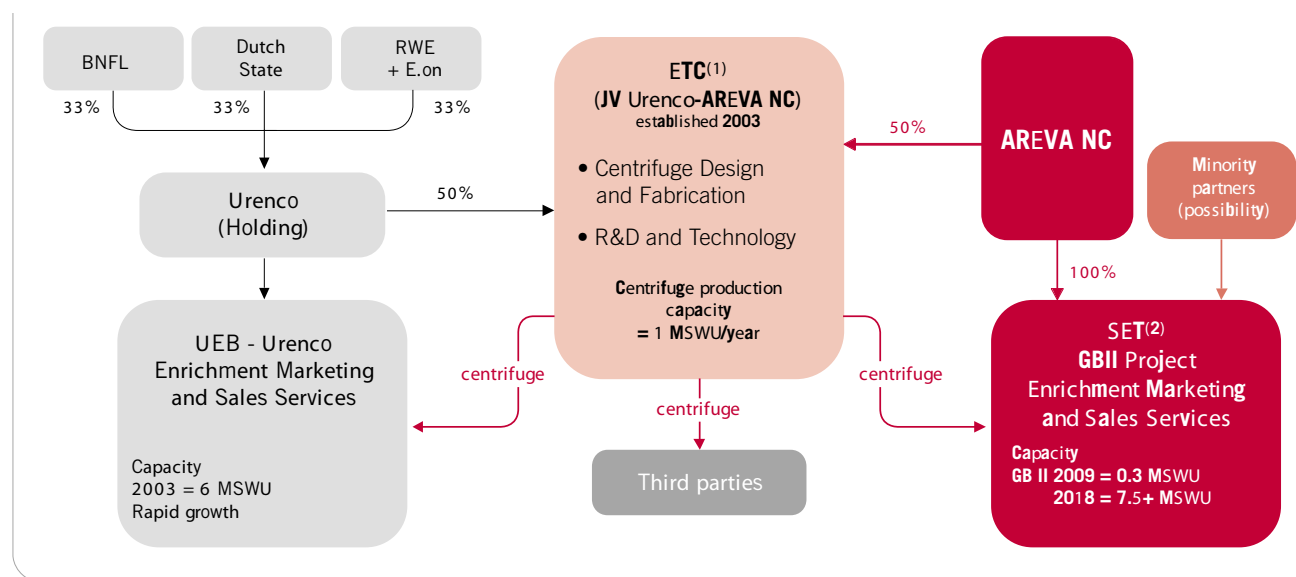 BNFL
Dutch
State
RWE
+ E.on
33%
33%
33%
Urenco
(Holding)
50%
UEB - Urenco
Enrichment Marketing
and Sales Services
Capacity
2003 = 6 MSWU
Rapid growth
ETC(1)
(JV Urenco-AREVA NC)
established 2003
• Centrifuge Design
and Fabrication
• R&D and Technology
Centrifuge production
capacity
= 1 MSWU/year
centrifuge
centrifuge
centrifuge
Third parties
50%
AREVA NC
Minority
partners
(possibility)
100%
SET(2)
GBII Project
Enrichment Marketing
and Sales Services
Capacity
GB II 2009 = 0.3 MSWU
2018 = 7.5+ MSWU